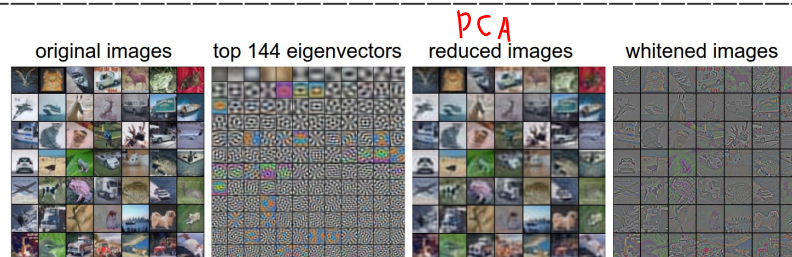 PCA
original images
top 144 eigenvectors
reduced images
whitened images